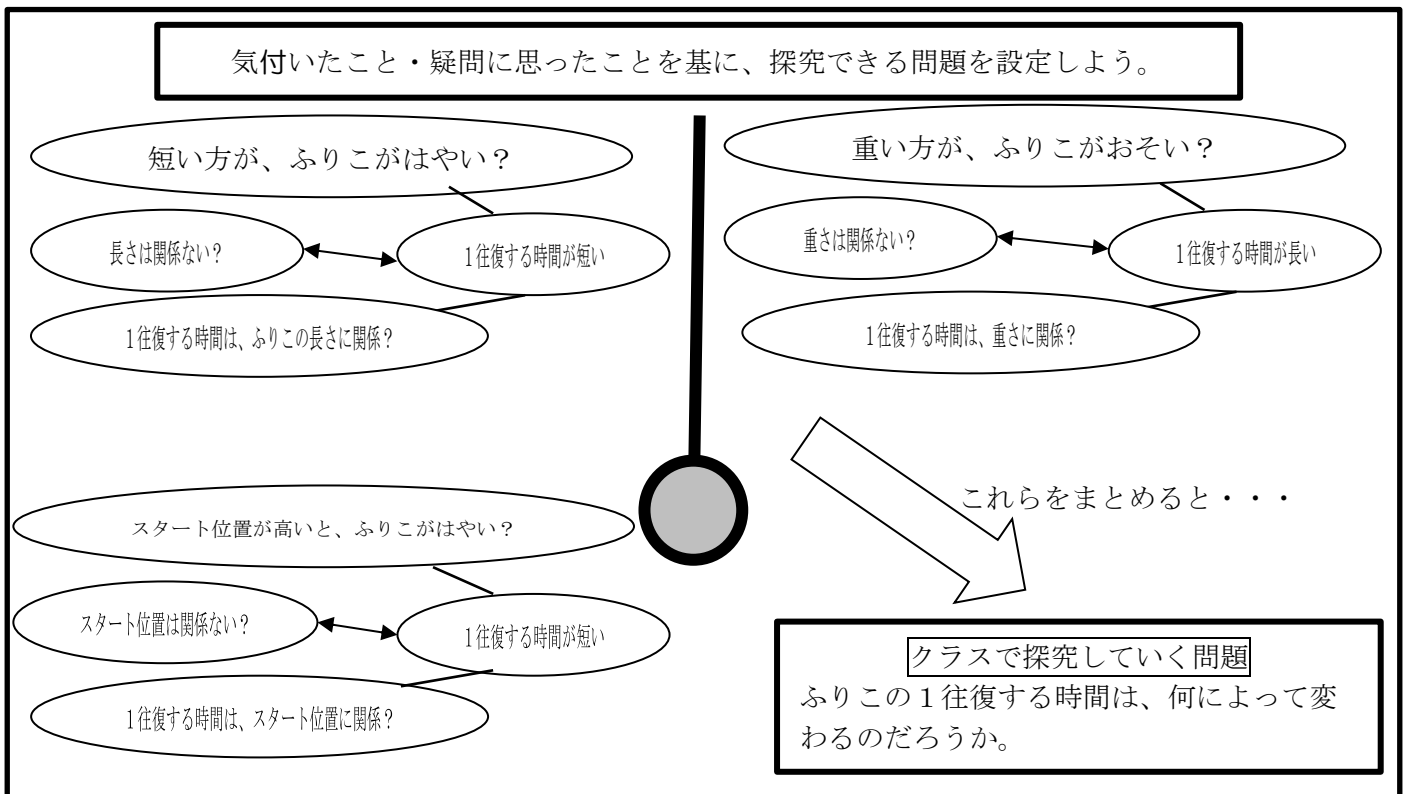 気付いたこと・疑問に思ったことを基に、探究できる問題を設定しよう。
短い方が、ふりこがはやい？
長さは関係ない？
１往復する時間が短い
１往復する時間は、ふりこの長さに関係？
重い方が、ふりこがおそい？
重さは関係ない？
１往復する時間が長い
１往復する時間は、重さに関係？
スタート位置が高いと、ふりこがはやい？
スタート位置は関係ない？
１往復する時間が短い
１往復する時間は、スタート位置に関係？
これらをまとめると・・・
クラスで探究していく問題
ふりこの１往復する時間は、何によって変
わるのだろうか。